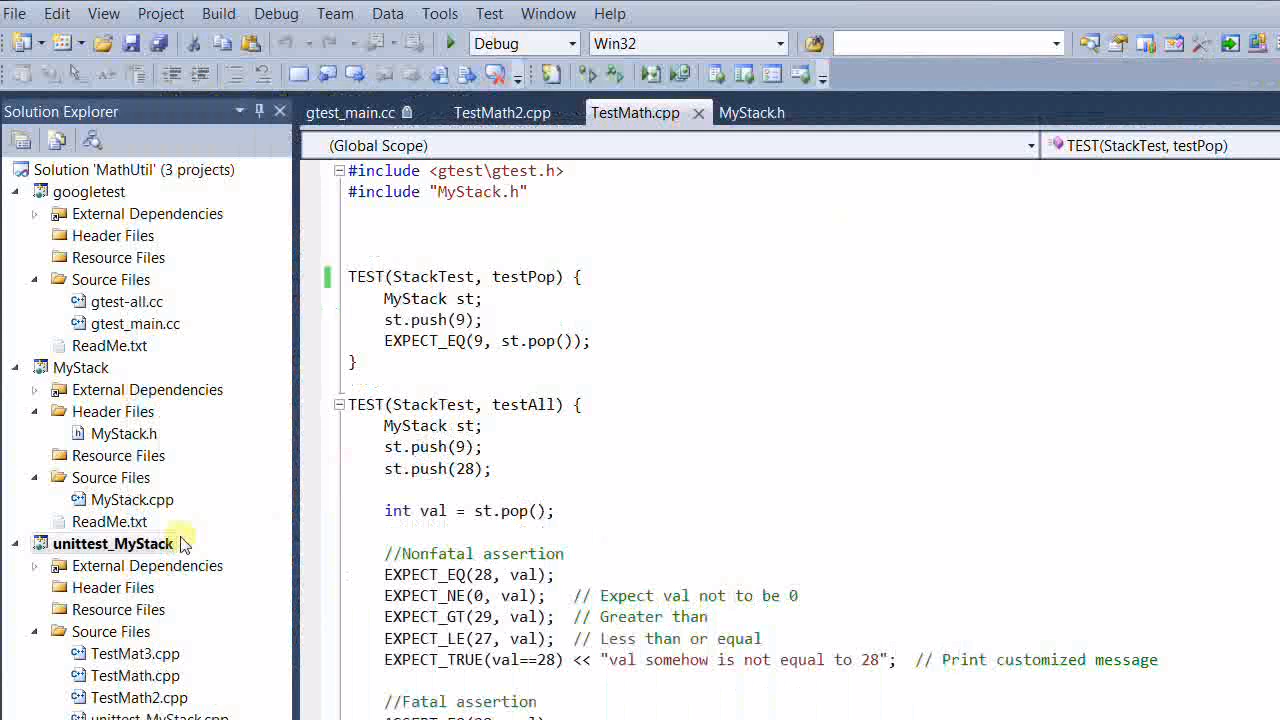 File Edit View Project Build Debug Team Data Tools Test Window Help
Debug Win32
Solution Explorer
gtest_main.cc TestMath2.cpp TestMath.cpp MyStack.h
(Global Scope) TEST(StackTest, testPop)
Solution 'MathUtil' (3 projects)
googletest
External Dependencies
Header Files
Resource Files
Source Files
gtest-all.cc
gtest_main.cc
ReadMe.txt
MyStack
External Dependencies
Header Files
MyStack.h
Resource Files
Source Files
MyStack.cpp
ReadMe.txt
unittest_MyStack
External Dependencies
Header Files
Resource Files
Source Files
TestMat3.cpp
TestMath.cpp
TestMath2.cpp
unittest_MyStack.cpp
#include <gtest\gtest.h>
#include "MyStack.h"
TEST(StackTest, testPop) {
MyStack st;
st.push(9);
EXPECT_EQ(9, st.pop());
}
TEST(StackTest, testAll) {
MyStack st;
st.push(9);
st.push(28);
int val = st.pop();
//Nonfatal assertion
EXPECT_EQ(28, val);
EXPECT_NE(0, val); // Expect val not to be 0
EXPECT_GT(29, val); // Greater than
EXPECT_LE(27, val); // Less than or equal
EXPECT_TRUE(val==28) << "val somehow is not equal to 28"; // Print customized message
//Fatal assertion